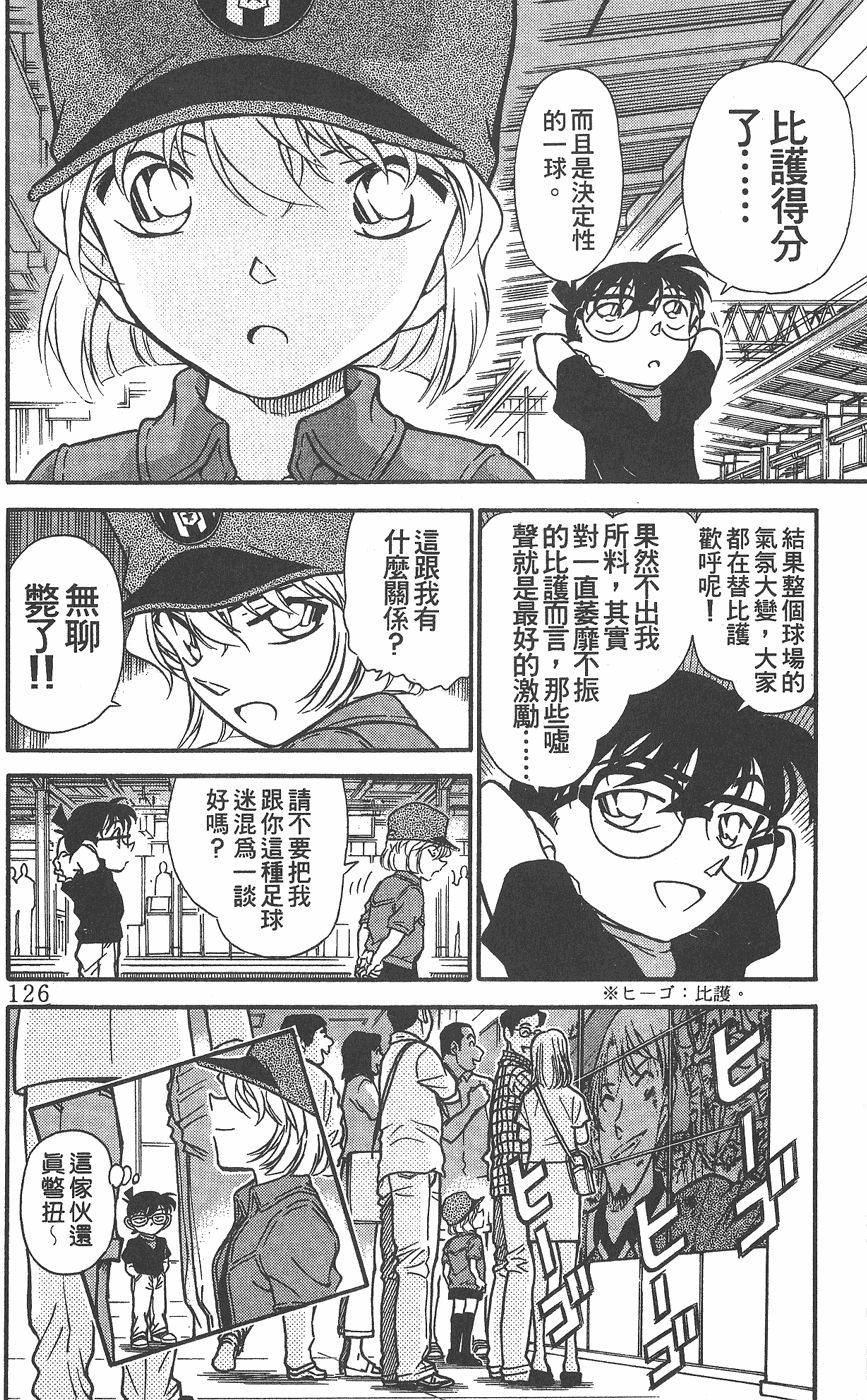 比護得分
了……
而且是決定性
的一球。
結果整個球場的
氣氛大變，大家
都在替比護
歡呼呢！
果然不出我
所料，其實
對一直萎靡不振
的比護而言，那些噓
聲就是最好的激勵……
這跟我有
什麼關係？
無聊
斃了!!
請不要把我
跟你這種足球
迷混爲一談
好嗎？
※ヒーゴ：比護。
126
ヒーゴ
ヒーゴ
ヒーゴ
這傢伙還
眞彆扭～